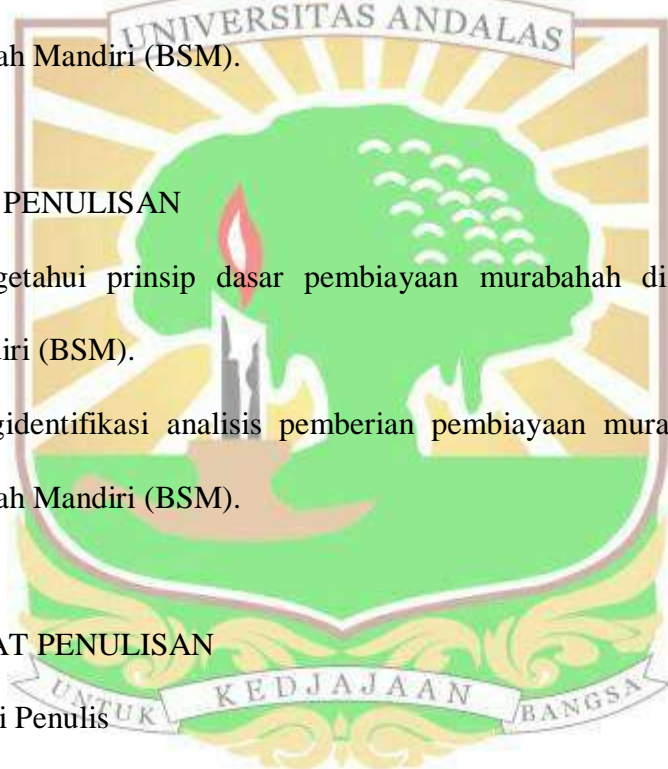 UNIVERSITAS ANDALAS
ah Mandiri (BSM).
PENULISAN
getahui prinsip dasar pembiayaan murabahah di
diri (BSM).
gidentifikasi analisis pemberian pembiayaan mura
ah Mandiri (BSM).
AT PENULISAN
UNTUK KEDJAJAAN BANGSA
i Penulis